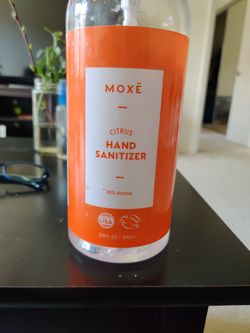 MOXĒ
CITRUS
HAND
SANITIZER
70% Alcohol